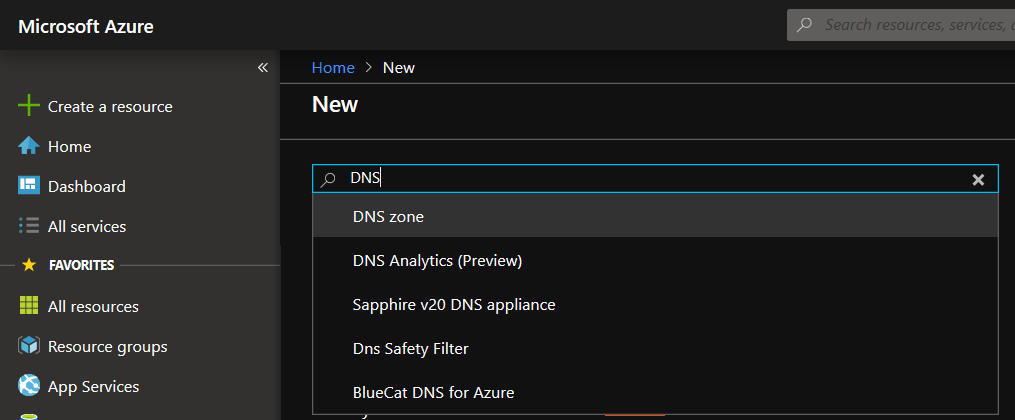 Microsoft Azure
Search resources, services,
«
Home > New
New
Create a resource
Home
Dashboard
All services
FAVORITES
All resources
Resource groups
App Services
DNS
DNS zone
DNS Analytics (Preview)
Sapphire v20 DNS appliance
Dns Safety Filter
BlueCat DNS for Azure